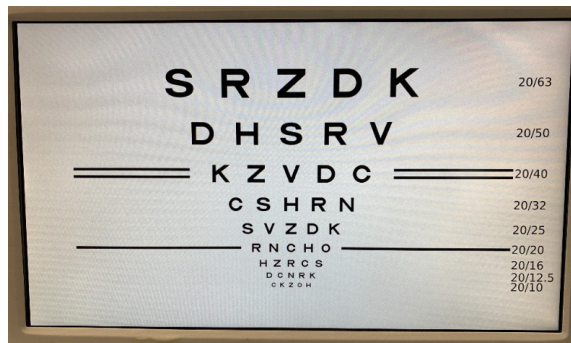 S R Z D K 20/63
D H S R V 20/50
K Z V D C 20/40
C S H R N 20/32
S V Z D K 20/25
R N C H O 20/20
H Z R C S 20/16
D C N R K 20/12.5
C K Z O H 20/10